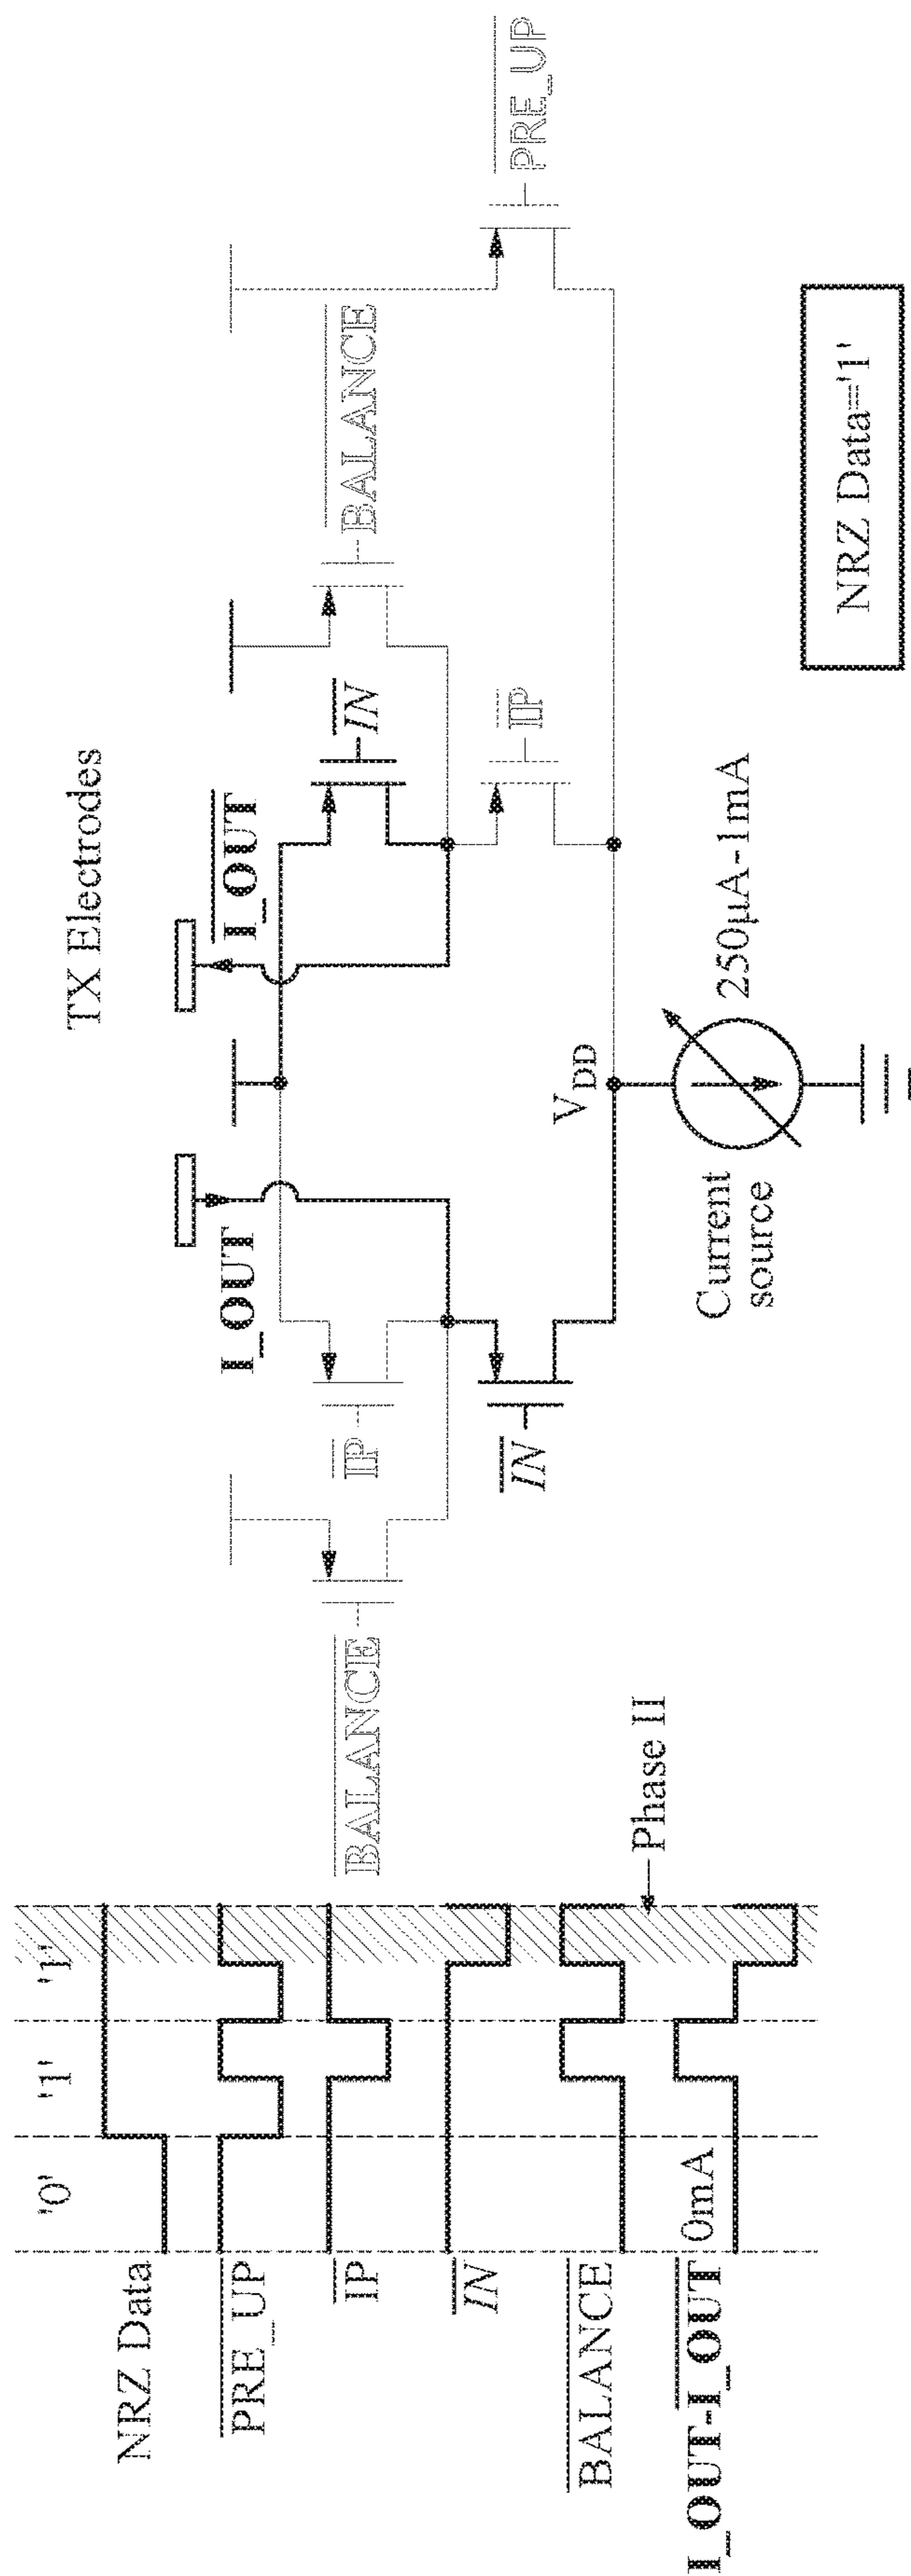 '0' '1' '1'
NRZ Data
PRE_UP
IP
IN
BALANCE
I_OUT-I_OUT 0mA
Phase II
TX Electrodes
I_OUT
I_OUT
BALANCE
IP
IN
BALANCE
IN
IP
PRE_UP
V_DD
Current
source
250μA-1mA
NRZ Data='1'